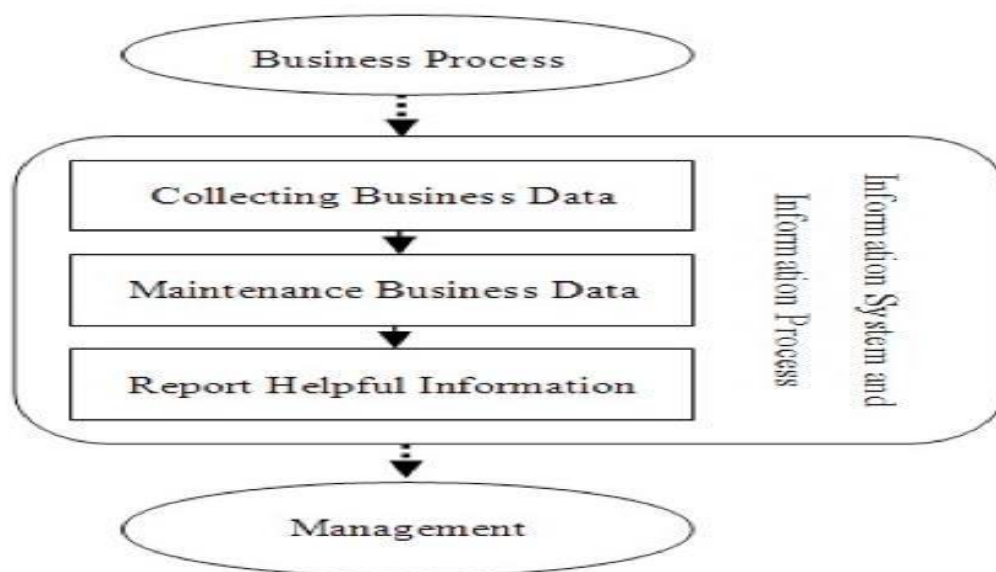 Business Process
Collecting Business Data
Maintenance Business Data
Report Helpful Information
Information System and
Information Process
Management